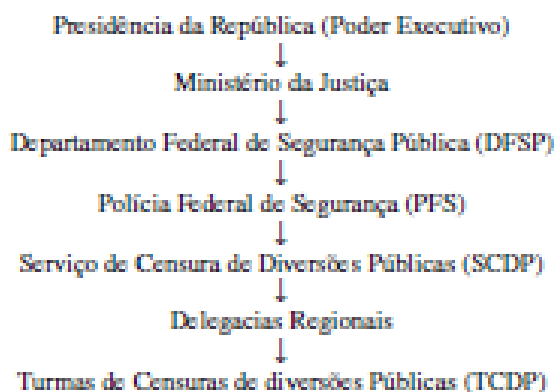 Presidência da República (Poder Executivo)
↓
Ministério da Justiça
↓
Departamento Federal de Segurança Pública (DFSP)
↓
Polícia Federal de Segurança (PFS)
↓
Serviço de Censura de Diversões Públicas (SCDP)
↓
Delegacias Regionais
↓
Turmas de Censuras de diversões Públicas (TCDP)